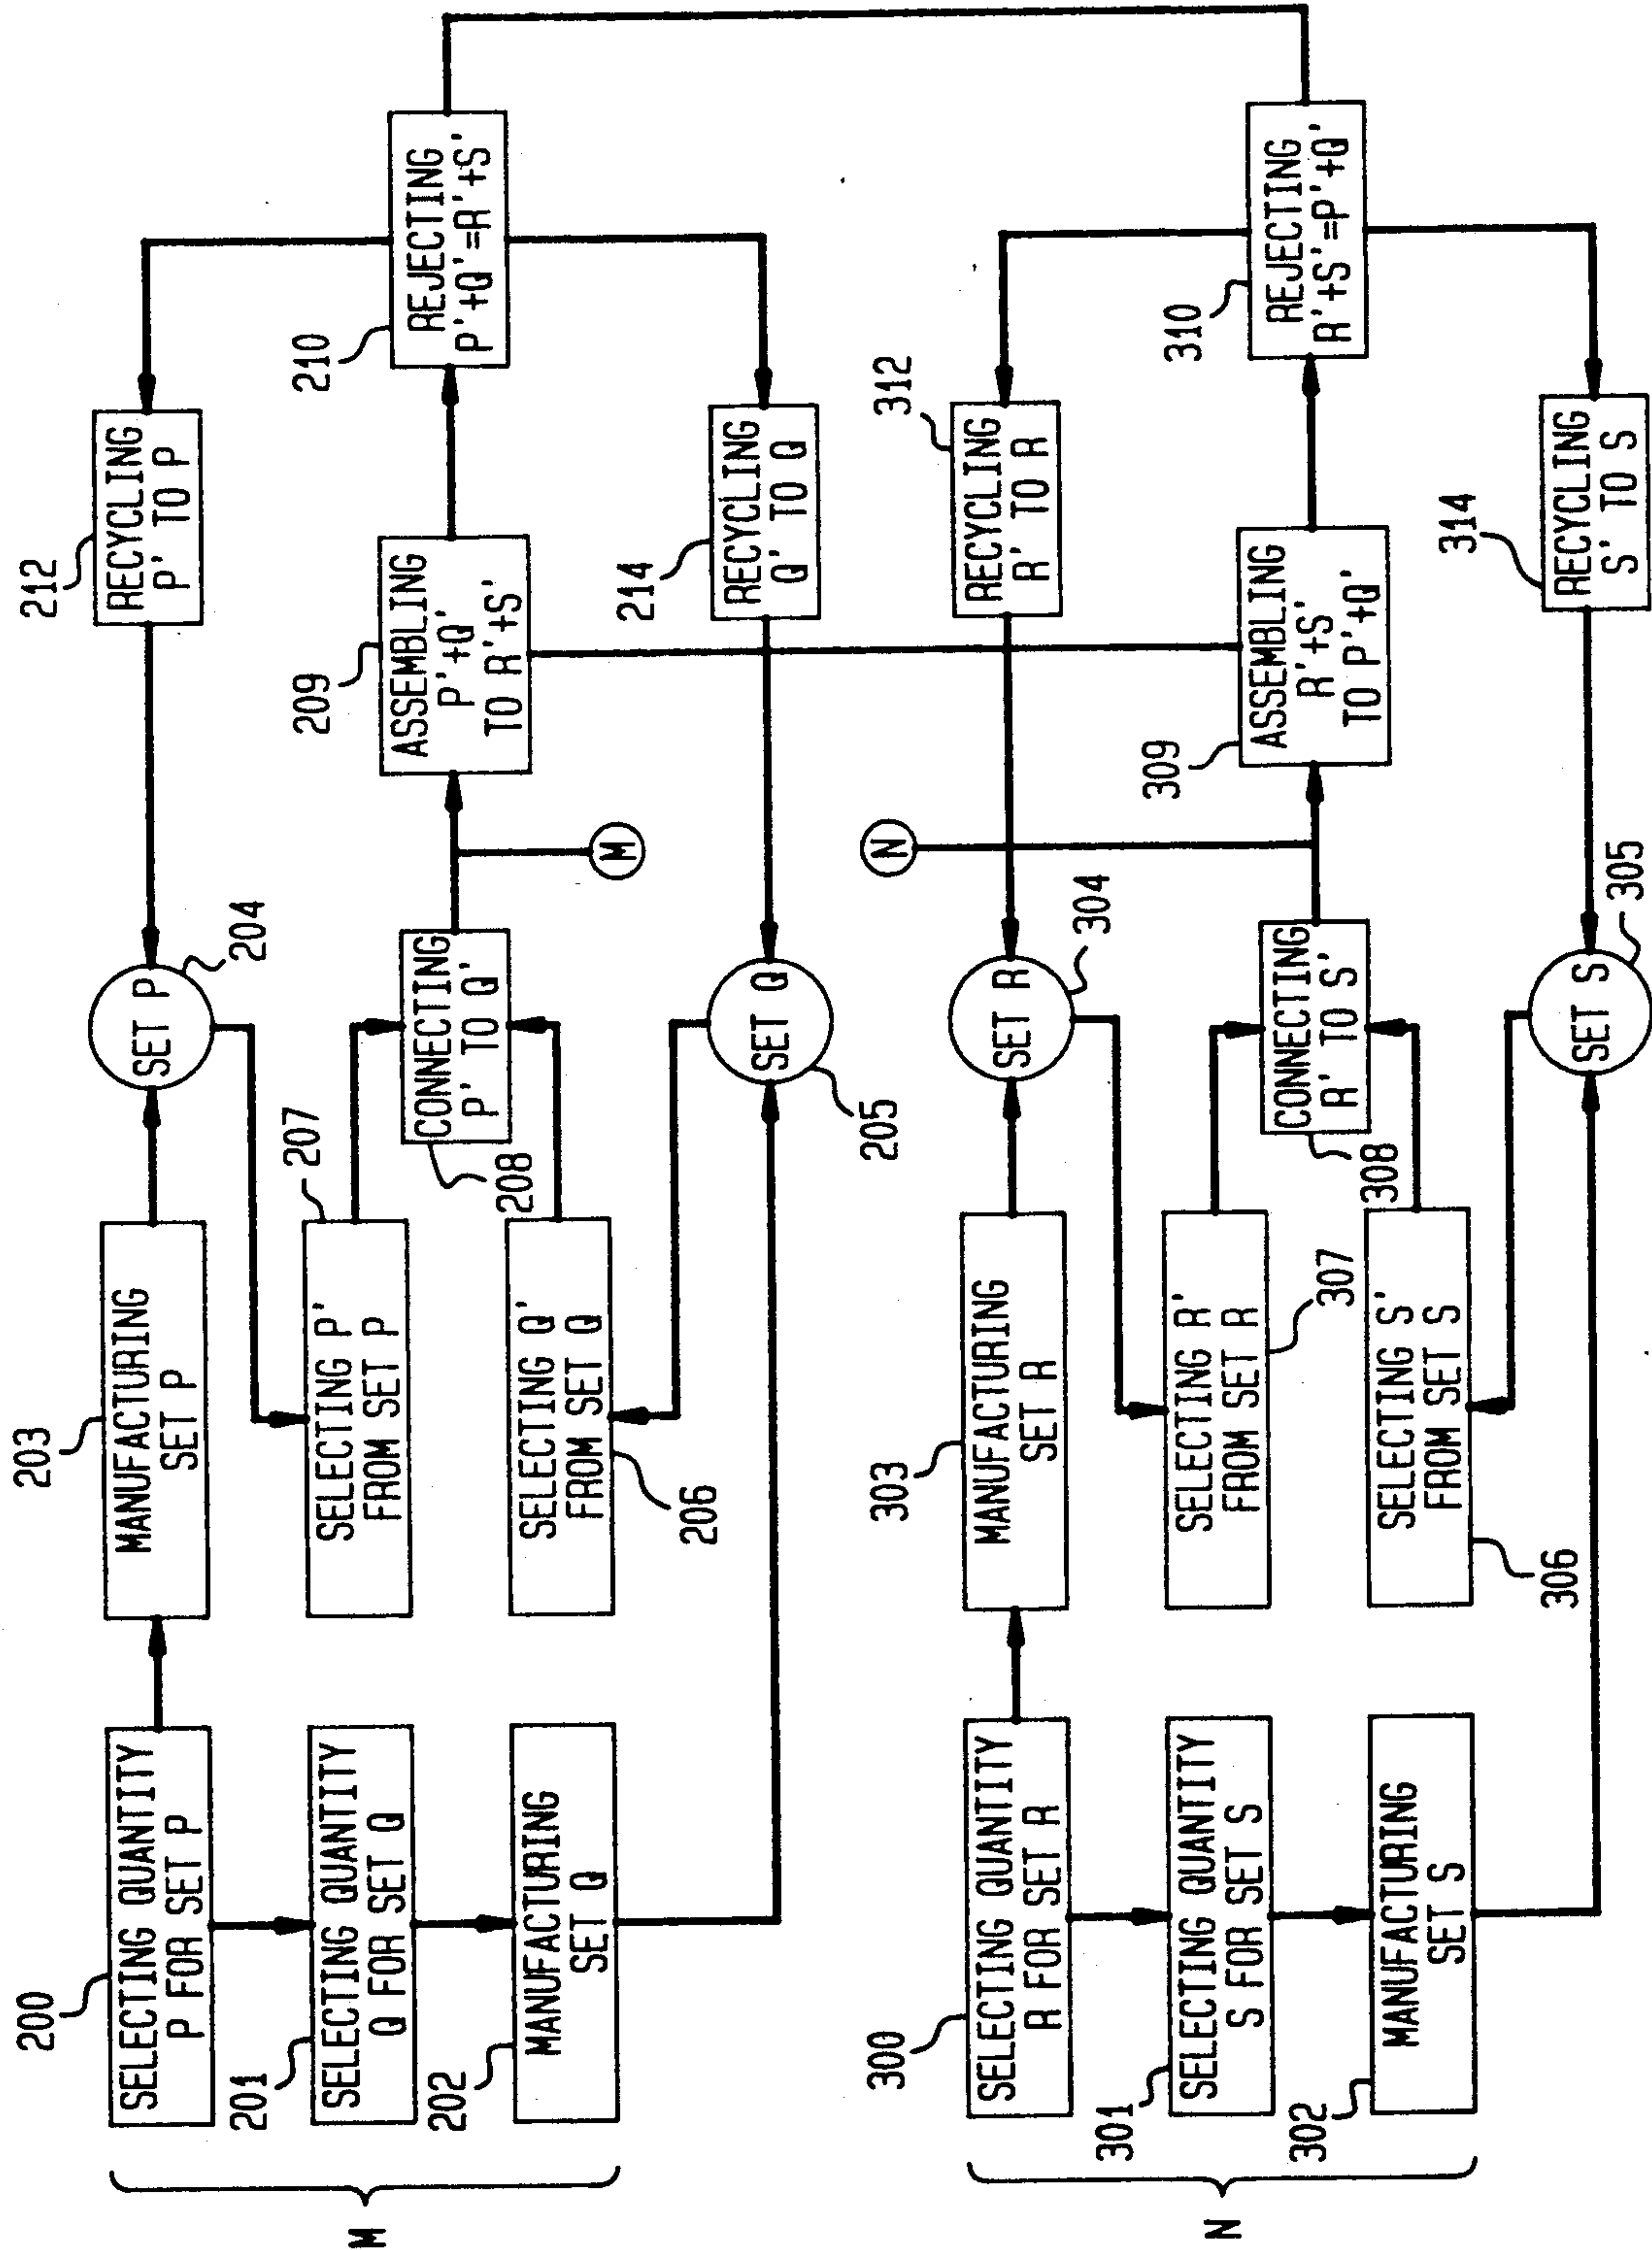 200
SELECTING QUANTITY
P FOR SET P
201
SELECTING QUANTITY
Q FOR SET Q
202
MANUFACTURING
SET Q
M
203
MANUFACTURING
SET P
207
SELECTING P'
FROM SET P
SELECTING Q'
FROM SET Q
206
SET P
204
CONNECTING
P' TO Q'
208
SET Q
205
M
212
RECYCLING
P' TO P
209
ASSEMBLING
P'+Q'
TO R'+S'
214
RECYCLING
Q' TO Q
210
REJECTING
P'+Q'=R'+S'
300
SELECTING QUANTITY
R FOR SET R
301
SELECTING QUANTITY
S FOR SET S
302
MANUFACTURING
SET S
N
303
MANUFACTURING
SET R
SELECTING R'
FROM SET R
307
SELECTING S'
FROM SET S
306
SET R
304
CONNECTING
R' TO S'
308
SET S
305
N
312
RECYCLING
R' TO R
309
ASSEMBLING
R'+S'
TO P'+Q'
314
RECYCLING
S' TO S
310
REJECTING
R'+S'=P'+Q'